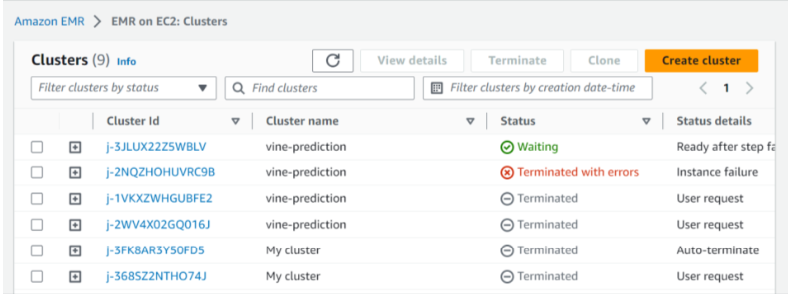 Amazon EMR > EMR on EC2: Clusters
Clusters (9) Info View details Terminate Clone Create cluster
Filter clusters by status Find clusters Filter clusters by creation date-time < 1 >
Cluster Id Cluster name Status Status details
j-3JLUX22Z5WBLV vine-prediction Waiting Ready after step fa
j-2NQZHOHUVRC9B vine-prediction Terminated with errors Instance failure
j-1VKXZWHGUBFE2 vine-prediction Terminated User request
j-2WV4X02GQ016J vine-prediction Terminated User request
j-3FK8AR3Y50FD5 My cluster Terminated Auto-terminate
j-368SZ2NTHO74J My cluster Terminated User request